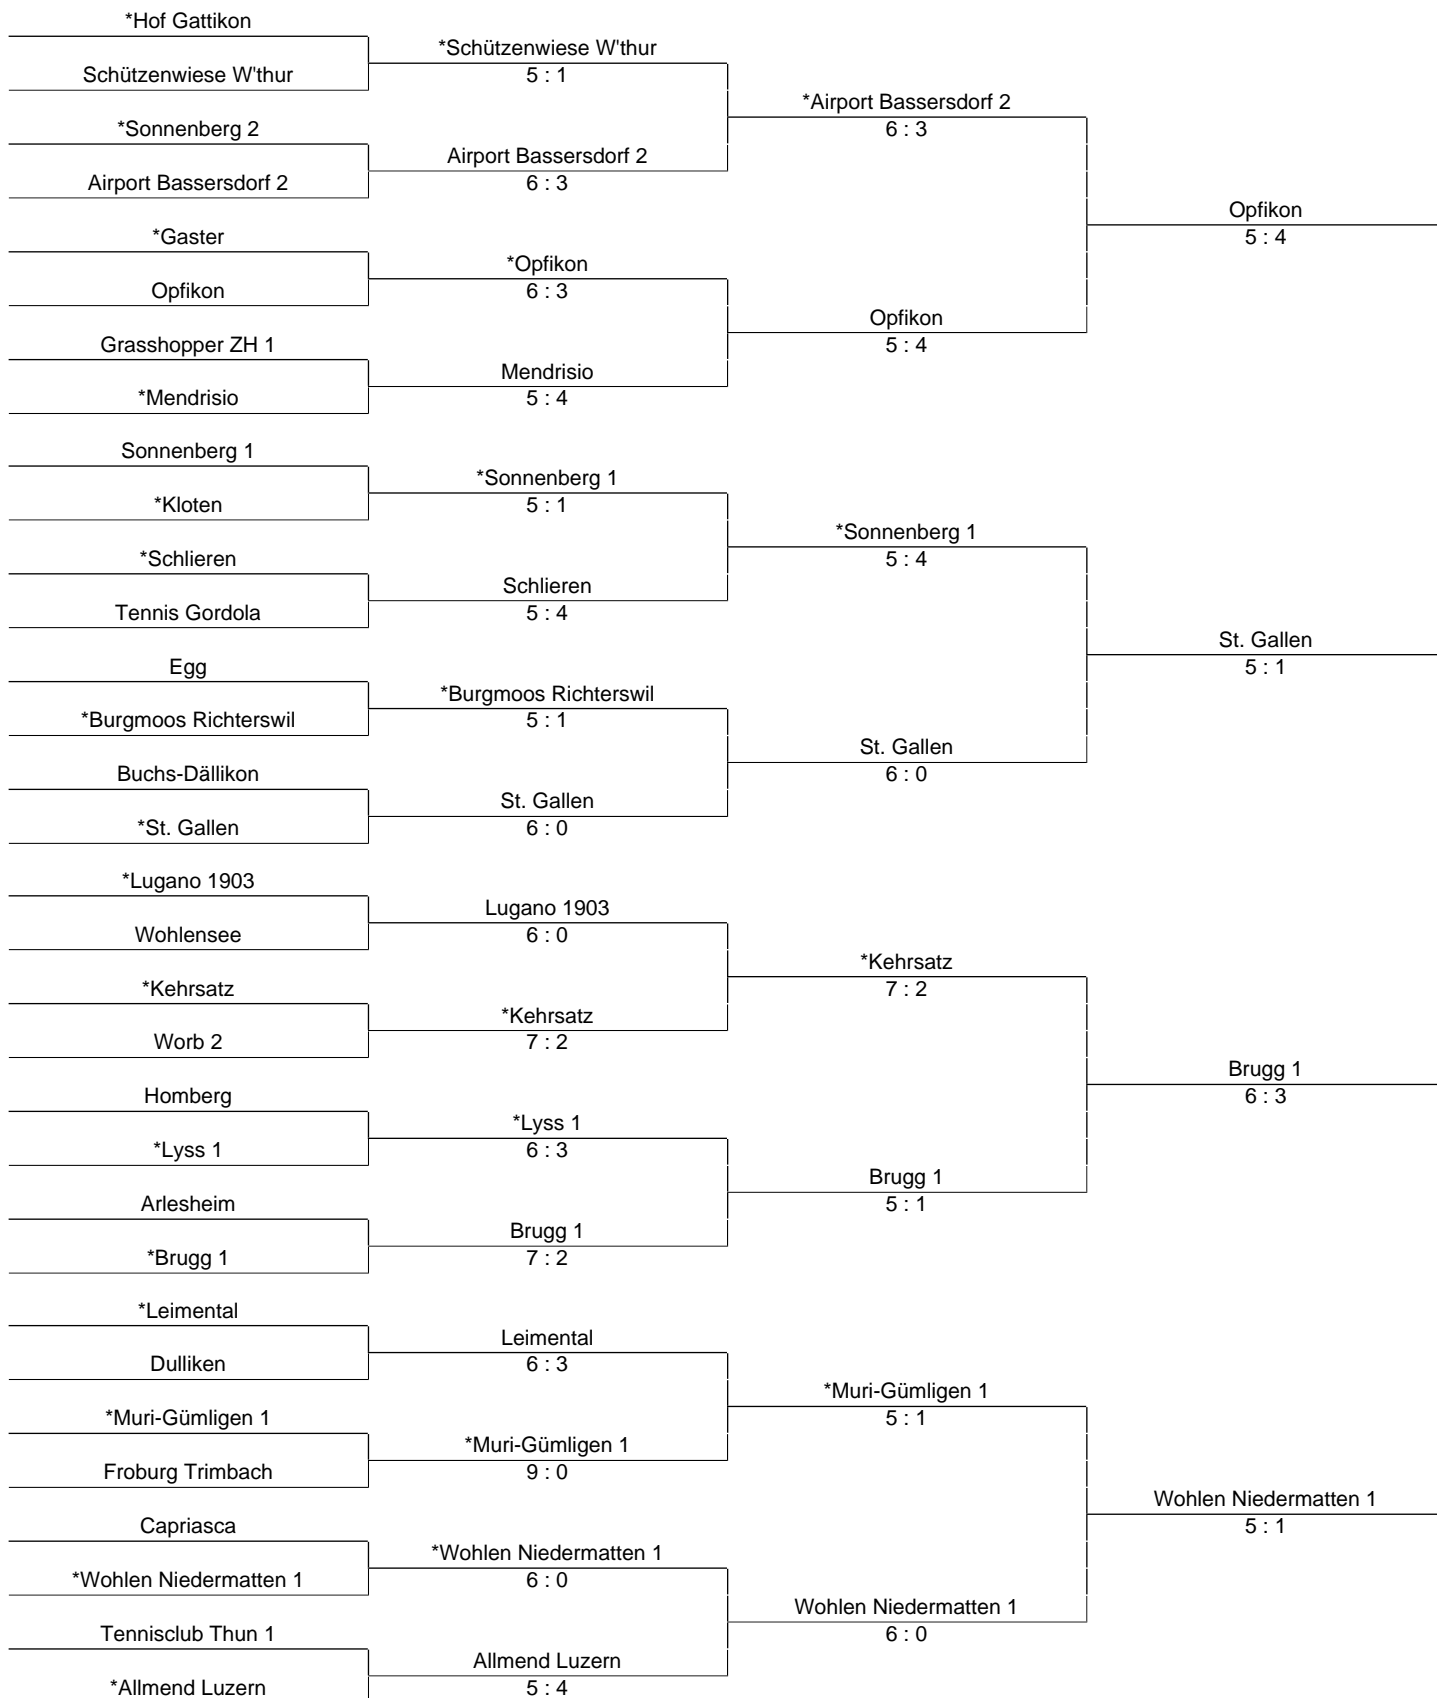 *Hof Gattikon
Schützenwiese W'thur
*Sonnenberg 2
Airport Bassersdorf 2
*Gaster
Opfikon
Grasshopper ZH 1
*Mendrisio
Sonnenberg 1
*Kloten
*Schlieren
Tennis Gordola
Egg
*Burgmoos Richterswil
Buchs-Dällikon
*St. Gallen
*Lugano 1903
Wohlensee
*Kehrsatz
Worb 2
Homberg
*Lyss 1
Arlesheim
*Brugg 1
*Leimental
Dulliken
*Muri-Gümligen 1
Froburg Trimbach
Capriasca
*Wohlen Niedermatten 1
Tennisclub Thun 1
*Allmend Luzern
*Schützenwiese W'thur
5 : 1
Airport Bassersdorf 2
6 : 3
*Opfikon
6 : 3
Mendrisio
5 : 4
*Sonnenberg 1
5 : 1
Schlieren
5 : 4
*Burgmoos Richterswil
5 : 1
St. Gallen
6 : 0
Lugano 1903
6 : 0
*Kehrsatz
7 : 2
*Lyss 1
6 : 3
Brugg 1
7 : 2
Leimental
6 : 3
*Muri-Gümligen 1
9 : 0
*Wohlen Niedermatten 1
6 : 0
Allmend Luzern
5 : 4
*Airport Bassersdorf 2
6 : 3
Opfikon
5 : 4
*Sonnenberg 1
5 : 4
St. Gallen
6 : 0
*Kehrsatz
7 : 2
Brugg 1
5 : 1
*Muri-Gümligen 1
5 : 1
Wohlen Niedermatten 1
6 : 0
Opfikon
5 : 4
St. Gallen
5 : 1
Brugg 1
6 : 3
Wohlen Niedermatten 1
5 : 1